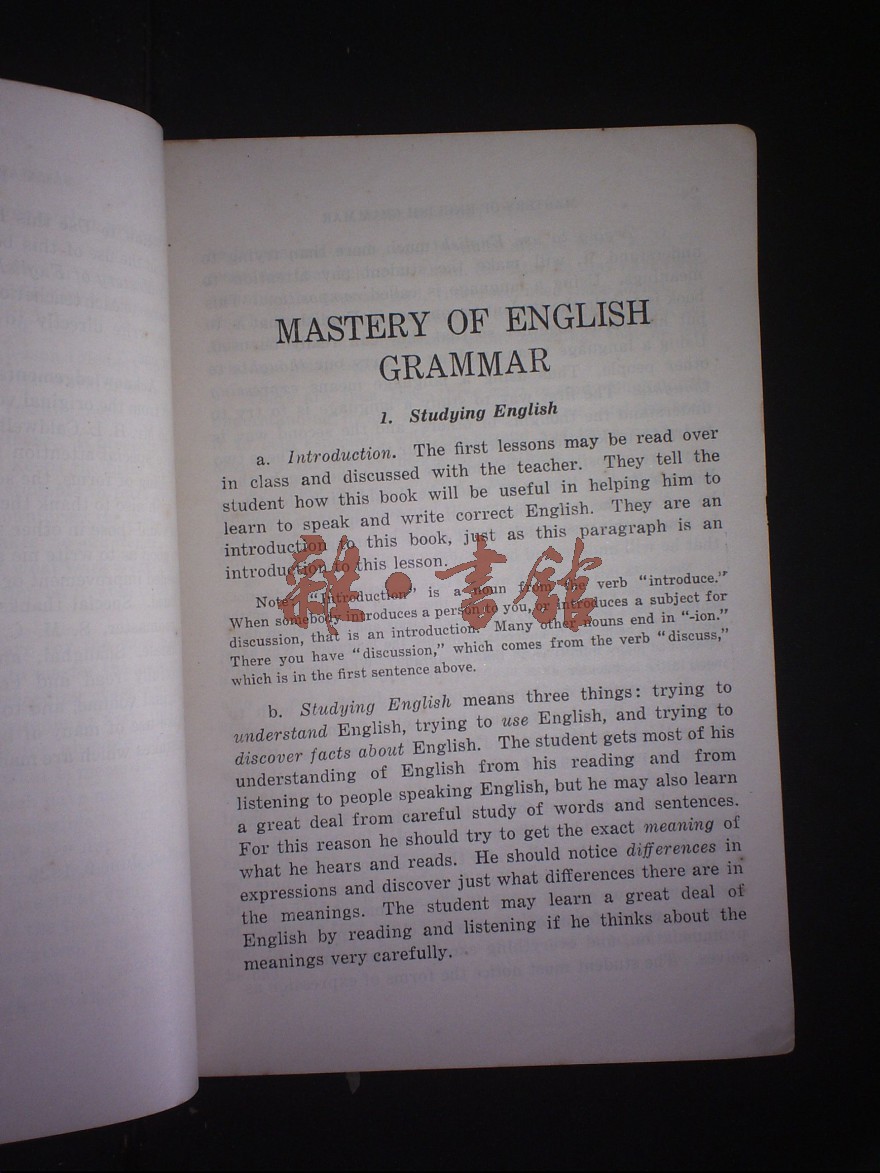 MASTERY OF ENGLISH
GRAMMAR
1. Studying English
a. Introduction. The first lessons may be read over
in class and discussed with the teacher. They tell the
student how this book will be useful in helping him to
learn to speak and write correct English. They are an
introduction to this book, just as this paragraph is an
introduction to this lesson.
Note: "Introduction" is a noun from the verb "introduce."
When somebody introduces a person to you, or introduces a subject for
discussion, that is an introduction. Many other nouns end in "-ion."
There you have "discussion," which comes from the verb "discuss,"
which is in the first sentence above.
b. Studying English means three things: trying to
understand English, trying to use English, and trying to
discover facts about English. The student gets most of his
understanding of English from his reading and from
listening to people speaking English, but he may also learn
a great deal from careful study of words and sentences.
For this reason he should try to get the exact meaning of
what he hears and reads. He should notice differences in
expressions and discover just what differences there are in
the meanings. The student may learn a great deal of
English by reading and listening if he thinks about the
meanings very carefully.
雜·書館